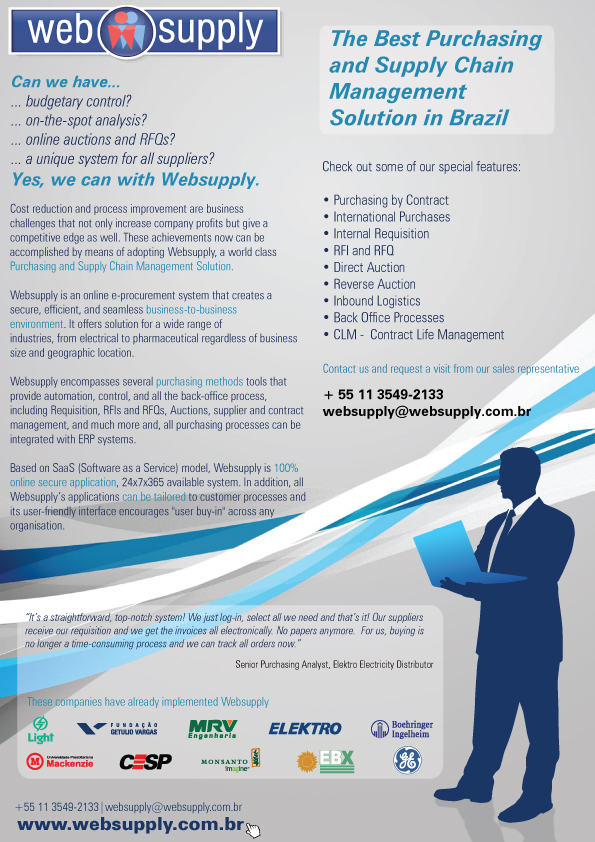 web supply
Can we have...
... budgetary control?
... on-the-spot analysis?
... online auctions and RFQs?
... a unique system for all suppliers?
Yes, we can with Websupply.
Cost reduction and process improvement are business
challenges that not only increase company profits but give a
competitive edge as well. These achievements now can be
accomplished by means of adopting Websupply, a world class
Purchasing and Supply Chain Management Solution.
Websupply is an online e-procurement system that creates a
secure, efficient, and seamless business-to-business
environment. It offers solution for a wide range of
industries, from electrical to pharmaceutical regardless of business
size and geographic location.
Websupply encompasses several purchasing methods tools that
provide automation, control, and all the back-office process,
including Requisition, RFIs and RFQs, Auctions, supplier and contract
management, and much more and, all purchasing processes can be
integrated with ERP systems.
Based on SaaS (Software as a Service) model, Websupply is 100%
online secure application, 24x7x365 available system. In addition, all
Websupply's applications can be tailored to customer processes and
its user-friendly interface encourages "user buy-in" across any
organisation.
The Best Purchasing
and Supply Chain
Management
Solution in Brazil
Check out some of our special features:
• Purchasing by Contract
• International Purchases
• Internal Requisition
• RFI and RFQ
• Direct Auction
• Reverse Auction
• Inbound Logistics
• Back Office Processes
• CLM - Contract Life Management
Contact us and request a visit from our sales representative
+ 55 11 3549-2133
websupply@websupply.com.br
"It's a straightforward, top-notch system! We just log-in, select all we need and that's it! Our suppliers
receive our requisition and we get the invoices all electronically. No papers anymore. For us, buying is
no longer a time-consuming process and we can track all orders now."
Senior Purchasing Analyst, Elektro Electricity Distributor
These companies have already implemented Websupply
Light
FUNDAÇÃO
GETULIO VARGAS
MRV
Engenharia
ELEKTRO
Boehringer
Ingelheim
Universidade Presbiteriana
Mackenzie
CESP
MONSANTO
imagine®
EBX
GE
+55 11 3549-2133 | websupply@websupply.com.br
www.websupply.com.br